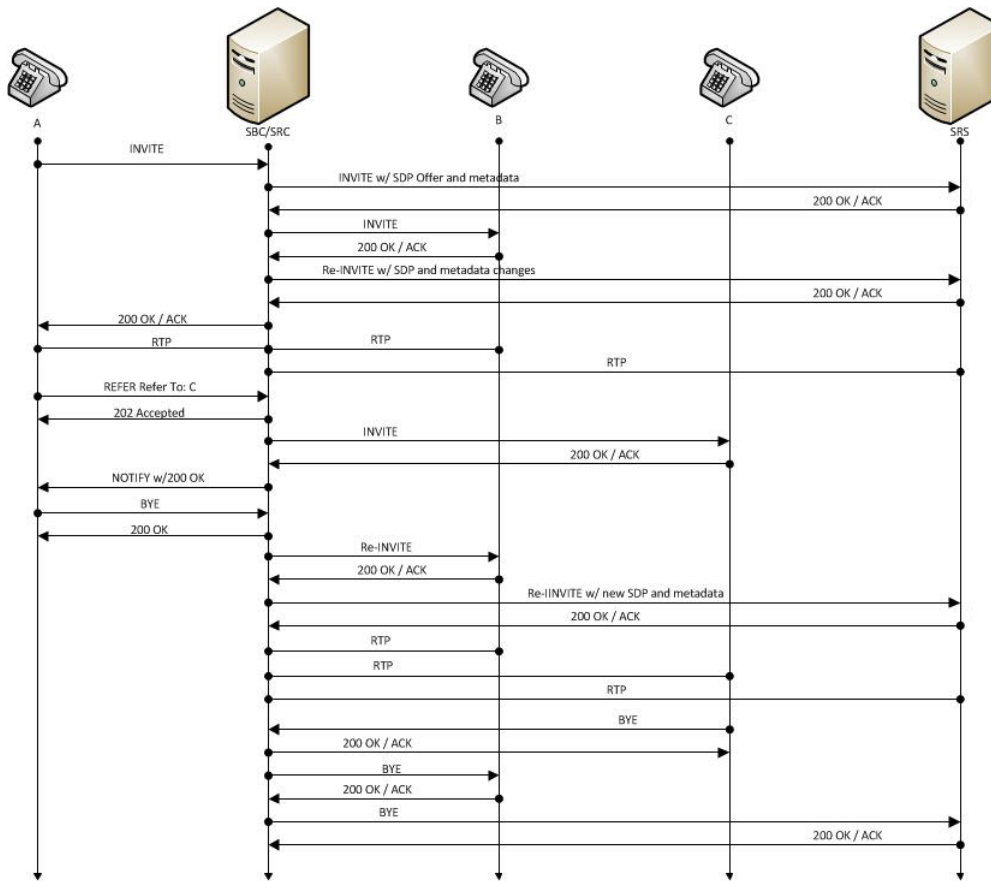 A
SBC/SRC
B
C
SRS
INVITE
INVITE w/ SDP Offer and metadata
200 OK / ACK
INVITE
200 OK / ACK
Re-INVITE w/ SDP and metadata changes
200 OK / ACK
200 OK / ACK
RTP
RTP
RTP
REFER Refer To: C
202 Accepted
INVITE
200 OK / ACK
NOTIFY w/200 OK
BYE
200 OK
Re-INVITE
200 OK / ACK
Re-IINVITE w/ new SDP and metadata
200 OK / ACK
RTP
RTP
RTP
BYE
200 OK / ACK
BYE
200 OK / ACK
BYE
200 OK / ACK